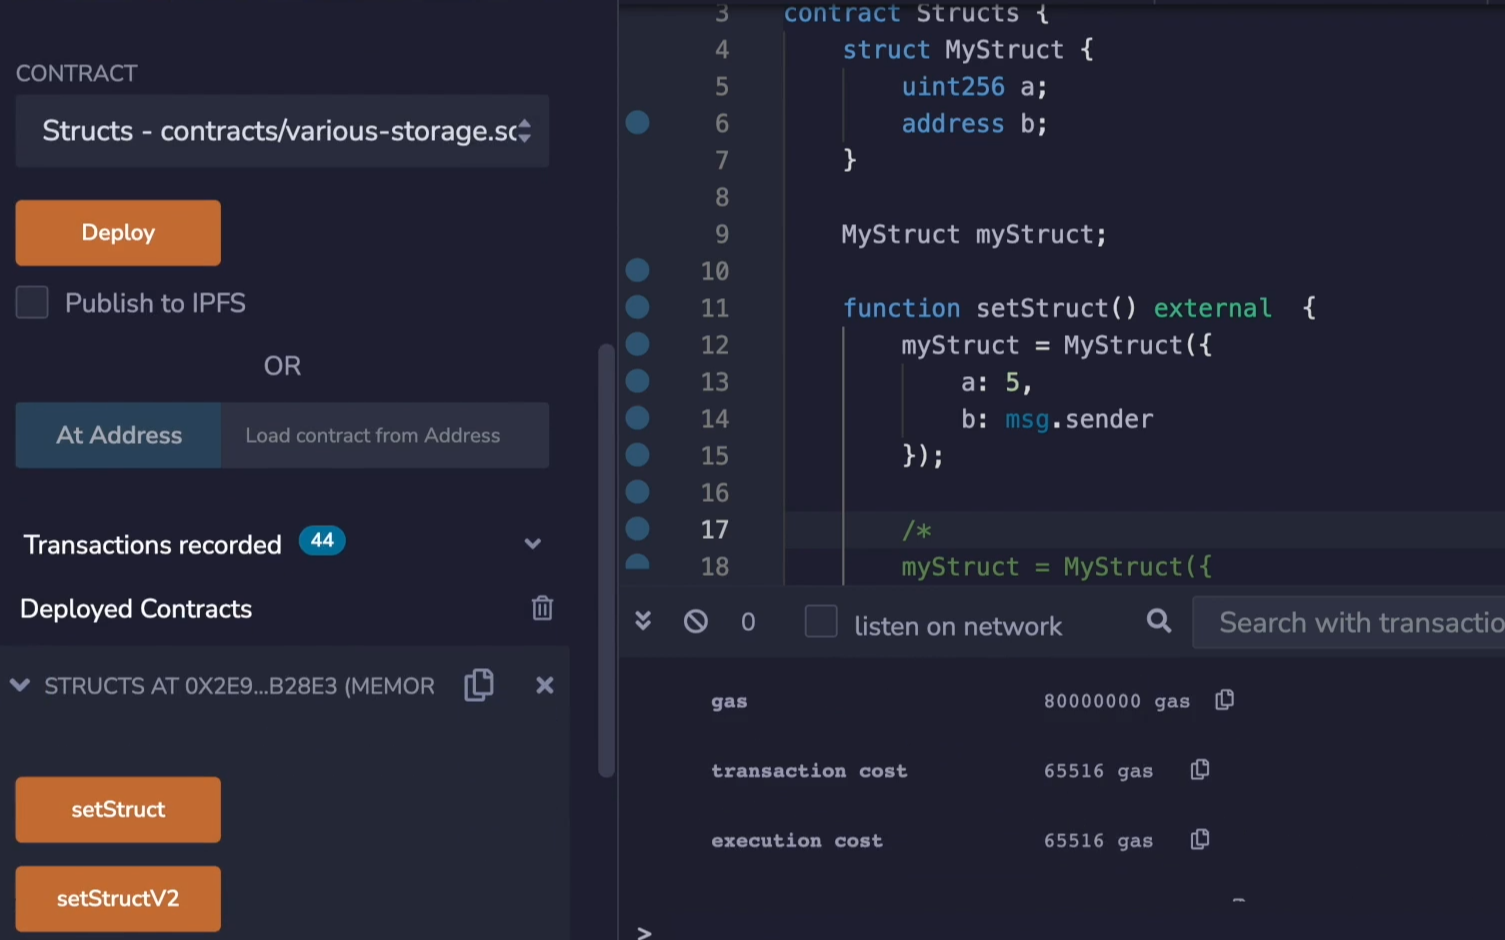 CONTRACT
Structs - contracts/various-storage.sc
Deploy
Publish to IPFS
OR
At Address
Load contract from Address
Transactions recorded 44
Deployed Contracts
STRUCTS AT 0X2E9...B28E3 (MEMOR
setStruct
setStructV2
3 contract Structs {
4 struct MyStruct {
5 uint256 a;
6 address b;
7 }
8
9 MyStruct myStruct;
10
11 function setStruct() external {
12 myStruct = MyStruct({
13 a: 5,
14 b: msg.sender
15 });
16
17 /*
18 myStruct = MyStruct({
0 listen on network Search with transactio
gas 80000000 gas
transaction cost 65516 gas
execution cost 65516 gas
>